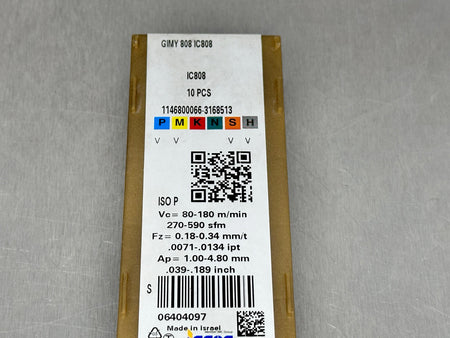 GIMY 808 IC808
IC808
10 PCS
1146800066-3168513
P M K N S H
V V V V
ISO P
Vc= 80-180 m/min
270-590 sfm
Fz= 0.18-0.34 mm/t
.0071-.0134 ipt
Ap= 1.00-4.80 mm
.039-.189 inch
S
06404097
Made in Israel